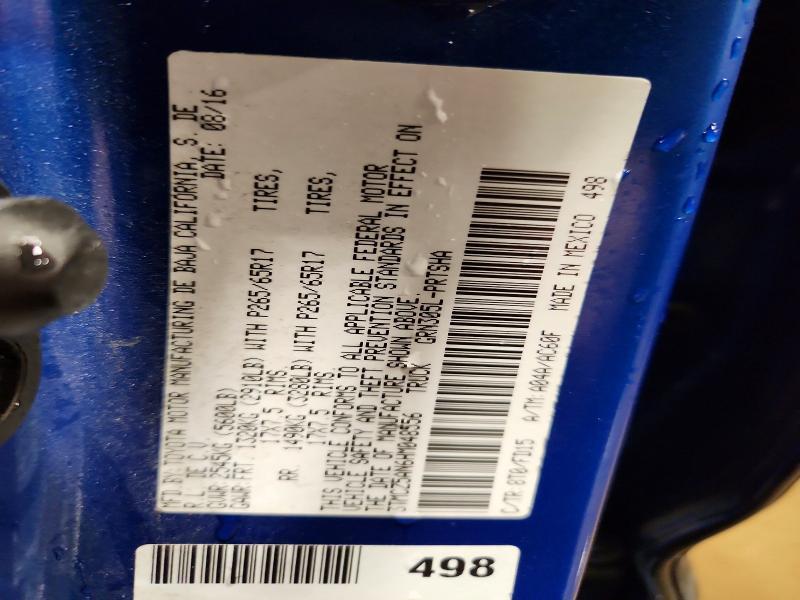 MFD. BY: TOYOTA MOTOR MANUFACTURING DE BAJA CALIFORNIA, S. DE
R L DE C.V. DATE: 08/16
GVWR 2545KG (5600LB)
GAWR FRT. 1320KG (2910LB) WITH P265/65R17 TIRES,
17X7.5 RIMS,
RR. 1490KG (3280LB) WITH P265/65R17 TIRES,
17X7.5 RIMS.
THIS VEHICLE CONFORMS TO ALL APPLICABLE FEDERAL MOTOR
VEHICLE SAFETY AND THEFT PREVENTION STANDARDS IN EFFECT ON
THE DATE OF MANUFACTURE SHOWN ABOVE.
TRUCK GRN305L-PRTSHA
C/TR: 8T0/FD15 A/TM: A04A/AC60F MADE IN MEXICO 498
498